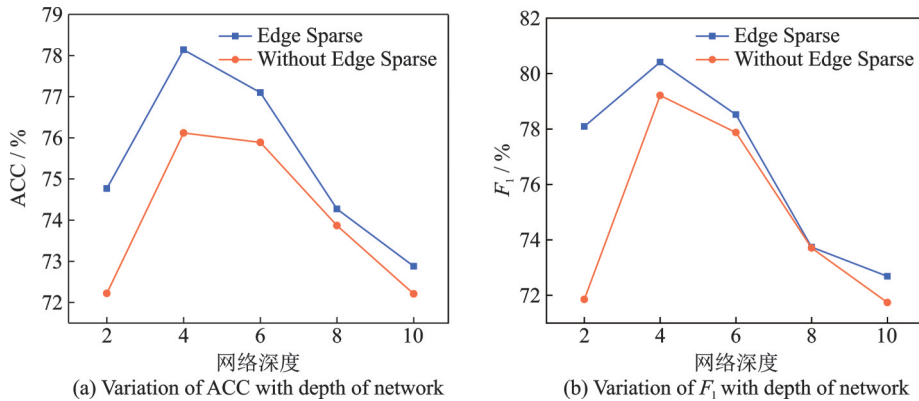 79
78
77
76
75
74
73
72
ACC / %
Edge Sparse
Without Edge Sparse
2 4 6 8 10
网络深度
(a) Variation of ACC with depth of network
82
80
78
76
74
72
F₁ / %
Edge Sparse
Without Edge Sparse
2 4 6 8 10
网络深度
(b) Variation of F₁ with depth of network